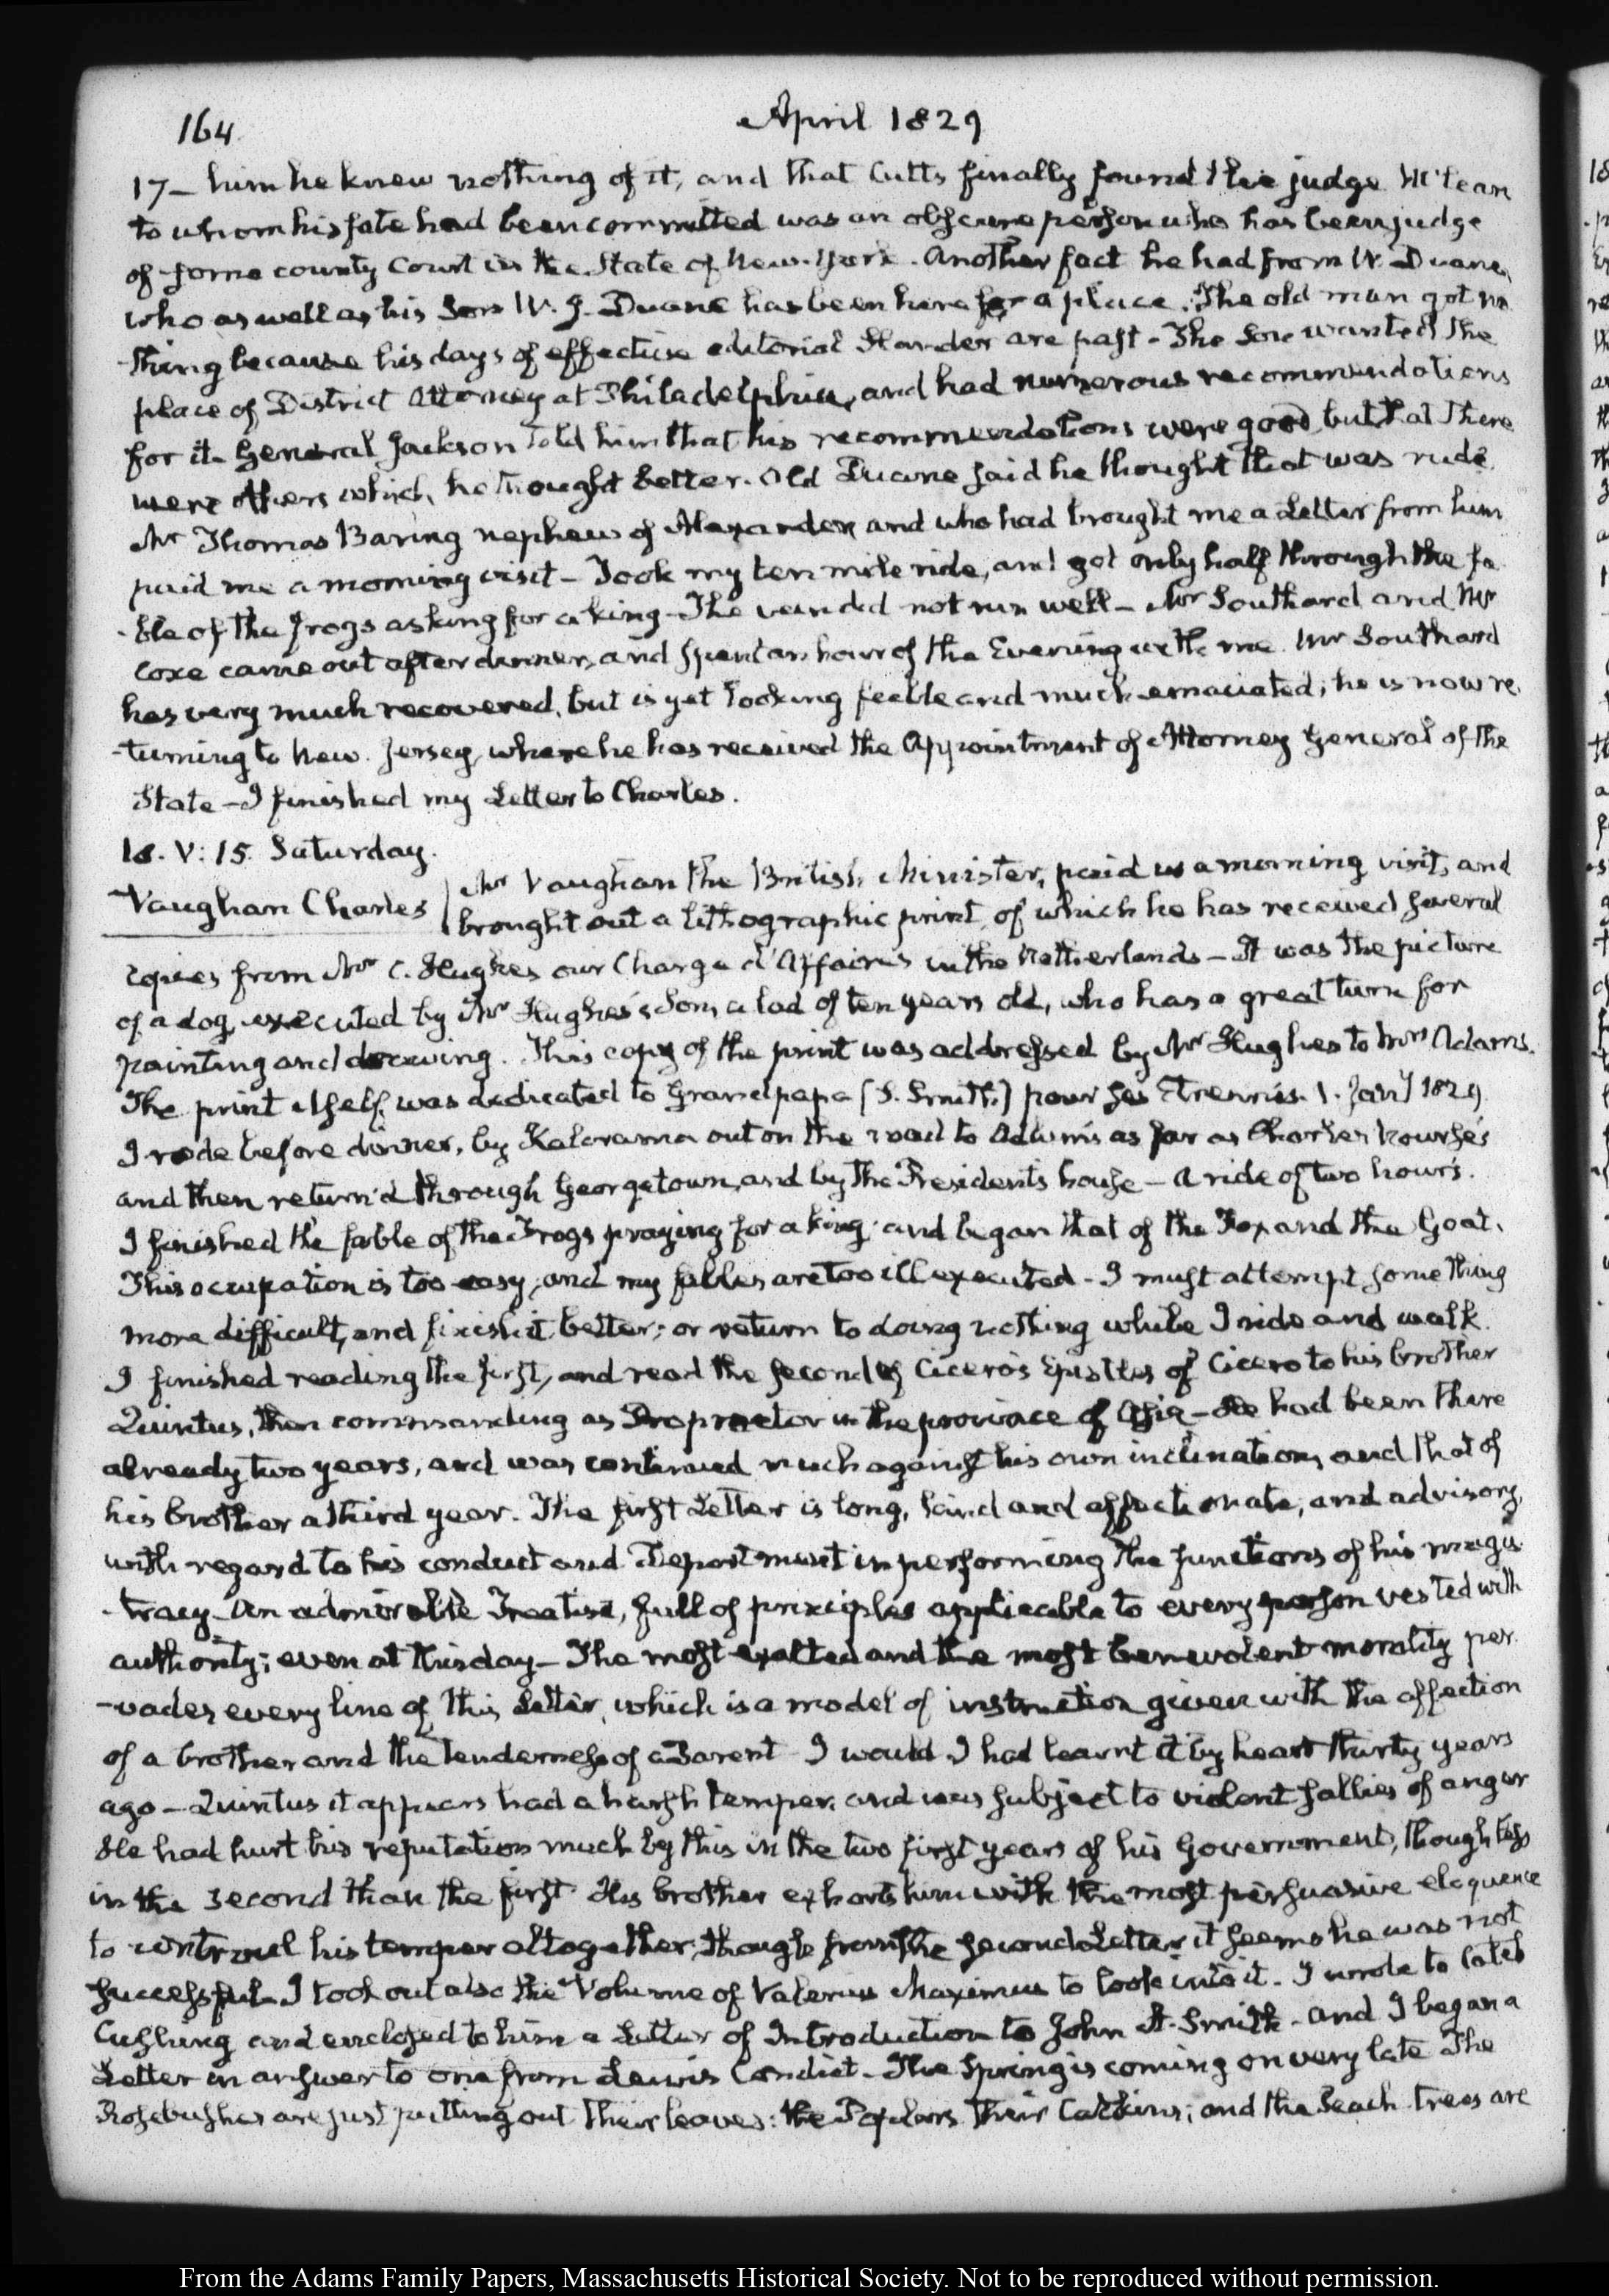 164
April 1829
17— him he knew nothing of it, and that Cutts finally found the judge McLean
to whom his fate had been committed was an obscure person who has been judge
of some county Court in the State of New-York. Another fact he had from W. Duane,
who as well as his Son W. J. Duane has been here for a place. The old man got no
-thing because his days of effective editorial slander are past - The Son wanted the
place of District Attorney at Philadelphia, and had numerous recommendations
for it. General Jackson told him that his recommendations were good, but that there
were others which he thought better. Old Duane said he thought that was rude.
Mr Thomas Baring nephew of Alexander and who had brought me a Letter from him
paid me a morning visit - Took my ten mile ride, and got only half through the fa
-ble of the frogs asking for a king - The vein did not run well - Mr Southard and Mr
Coxe came out after dinner, and spent an hour of the Evening with me. Mr Southard
has very much recovered, but is yet looking feeble and much emaciated; he is now re
-turning to New. Jersey, where he has received the Appointment of Attorney General of the
State - I finished my Letter to Charles.
18. V: 15. Saturday.
Vaughan Charles
Mr Vaughan the British Minister, paid us a morning visit, and
brought out a lithographic print, of which he has received several
copies from Mr C. Hughes our Chargé d'Affaires in the Netherlands - It was the picture
of a dog, executed by Mr Hughes's Son, a lad of ten years old, who has a great turn for
painting and drawing. This copy of the print was addressed by Mr Hughes to Mrs Adams.
The print itself was dedicated to Grandpapa (S. Smith.) pour ses Etrennes. 1. Jany 1829.
I rode before dinner, by Kalorama out on the road to as far as Charles Nourse's
and then return'd through Georgetown, and by the President's house - a ride of two hours.
I finished the fable of the Frogs praying for a king; and began that of the Fox and the Goat.
This occupation is too easy, and my fables are too ill executed - I must attempt something
more difficult, and finish it better; or return to doing nothing while I ride and walk.
I finished reading the first, and read the second of Cicero's Epistles of Cicero to his brother
Quintus, then commanding as Propraetor in the province of Asia - He had been there
already two years, and was continued much against his own inclination, and that of
his brother a third year. The first Letter is long, kind and affectionate, and advisory,
with regard to his conduct and Deportment in performing the functions of his magis
-tracy - An admirable Treatise, full of principles applicable to every person vested with
authority; even at this day - The most exalted and the most benevolent morality per
-vades every line of this Letter, which is a model of instruction given with the affection
of a brother and the tenderness of a Parent - I would I had learnt it by heart thirty years
ago - Quintus it appears had a harsh temper, and was subject to violent sallies of anger
He had hurt his reputation much by this in the two first years of his Government, though less
in the second than the first. His brother exhorts him with the most persuasive eloquence
to controul his temper altogether, though from the second Letter it seems he was not
successful. I took out also the Volume of Valerius Maximus to look into it. I wrote to Caleb
Cushing and enclosed to him a Letter of Introduction to John A. Smith - and I began a
Letter in answer to one from Lewis Condict - The Spring is coming on very late. The
Rosebushes are just putting out their leaves: the Poplars their Catkins; and the Peach trees are
From the Adams Family Papers, Massachusetts Historical Society. Not to be reproduced without permission.